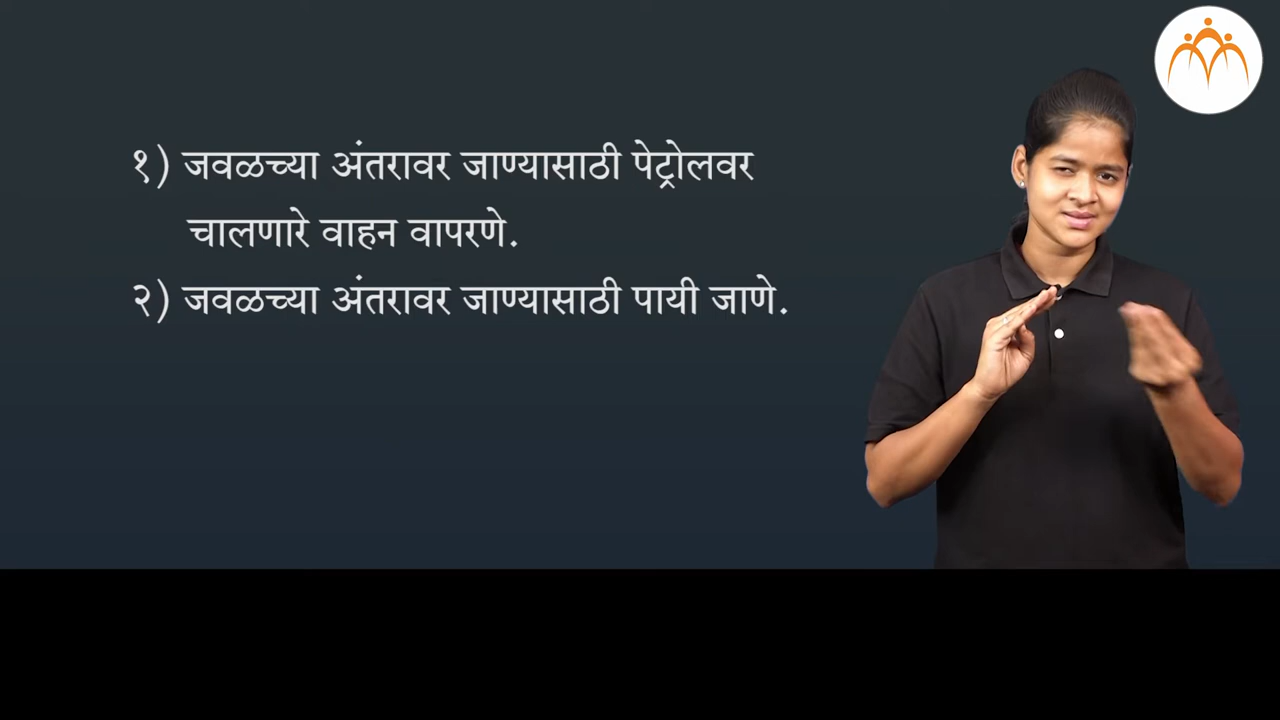 १) जवळच्या अंतरावर जाण्यासाठी पेट्रोलवर
चालणारे वाहन वापरणे.
२) जवळच्या अंतरावर जाण्यासाठी पायी जाणे.